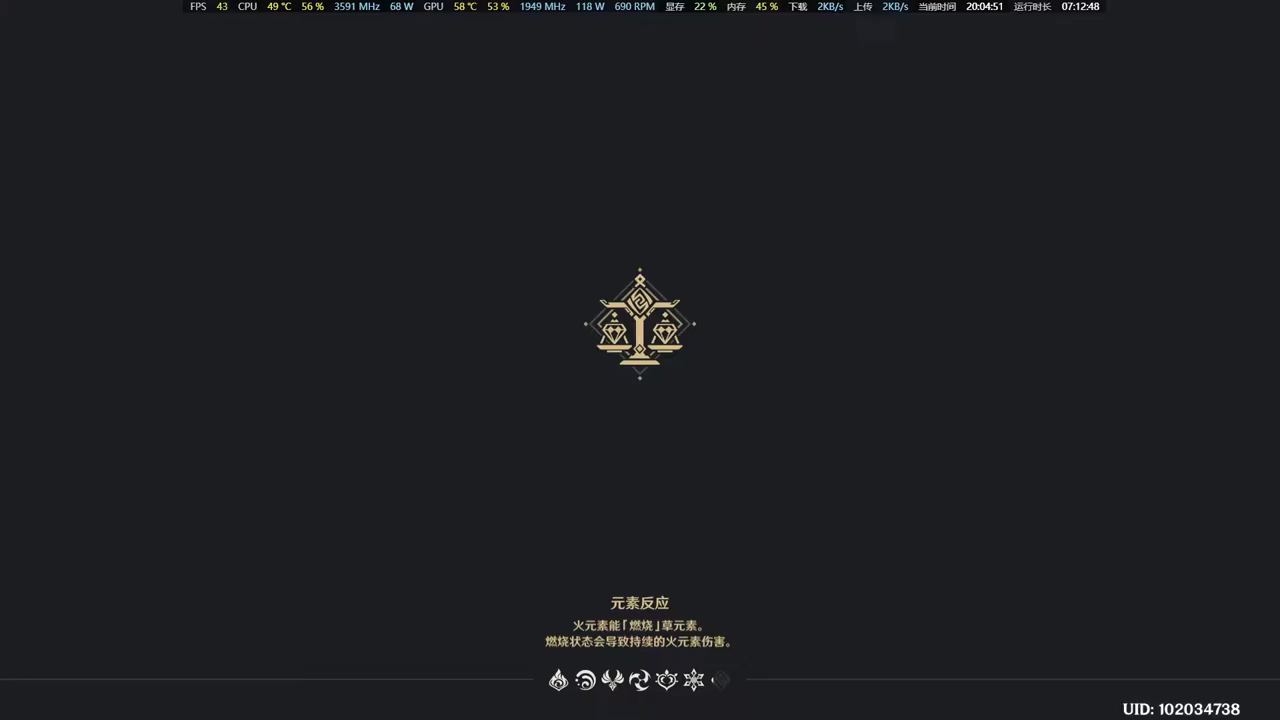 FPS 43 CPU 49 °C 56 % 3591 MHz 68 W GPU 58 °C 53 % 1949 MHz 118 W 690 RPM 显存 22 % 内存 45 % 下载 2KB/s 上传 2KB/s 当前时间 20:04:51 运行时长 07:12:48
元素反应
火元素能「燃烧」草元素。
燃烧状态会导致持续的火元素伤害。
UID: 102034738